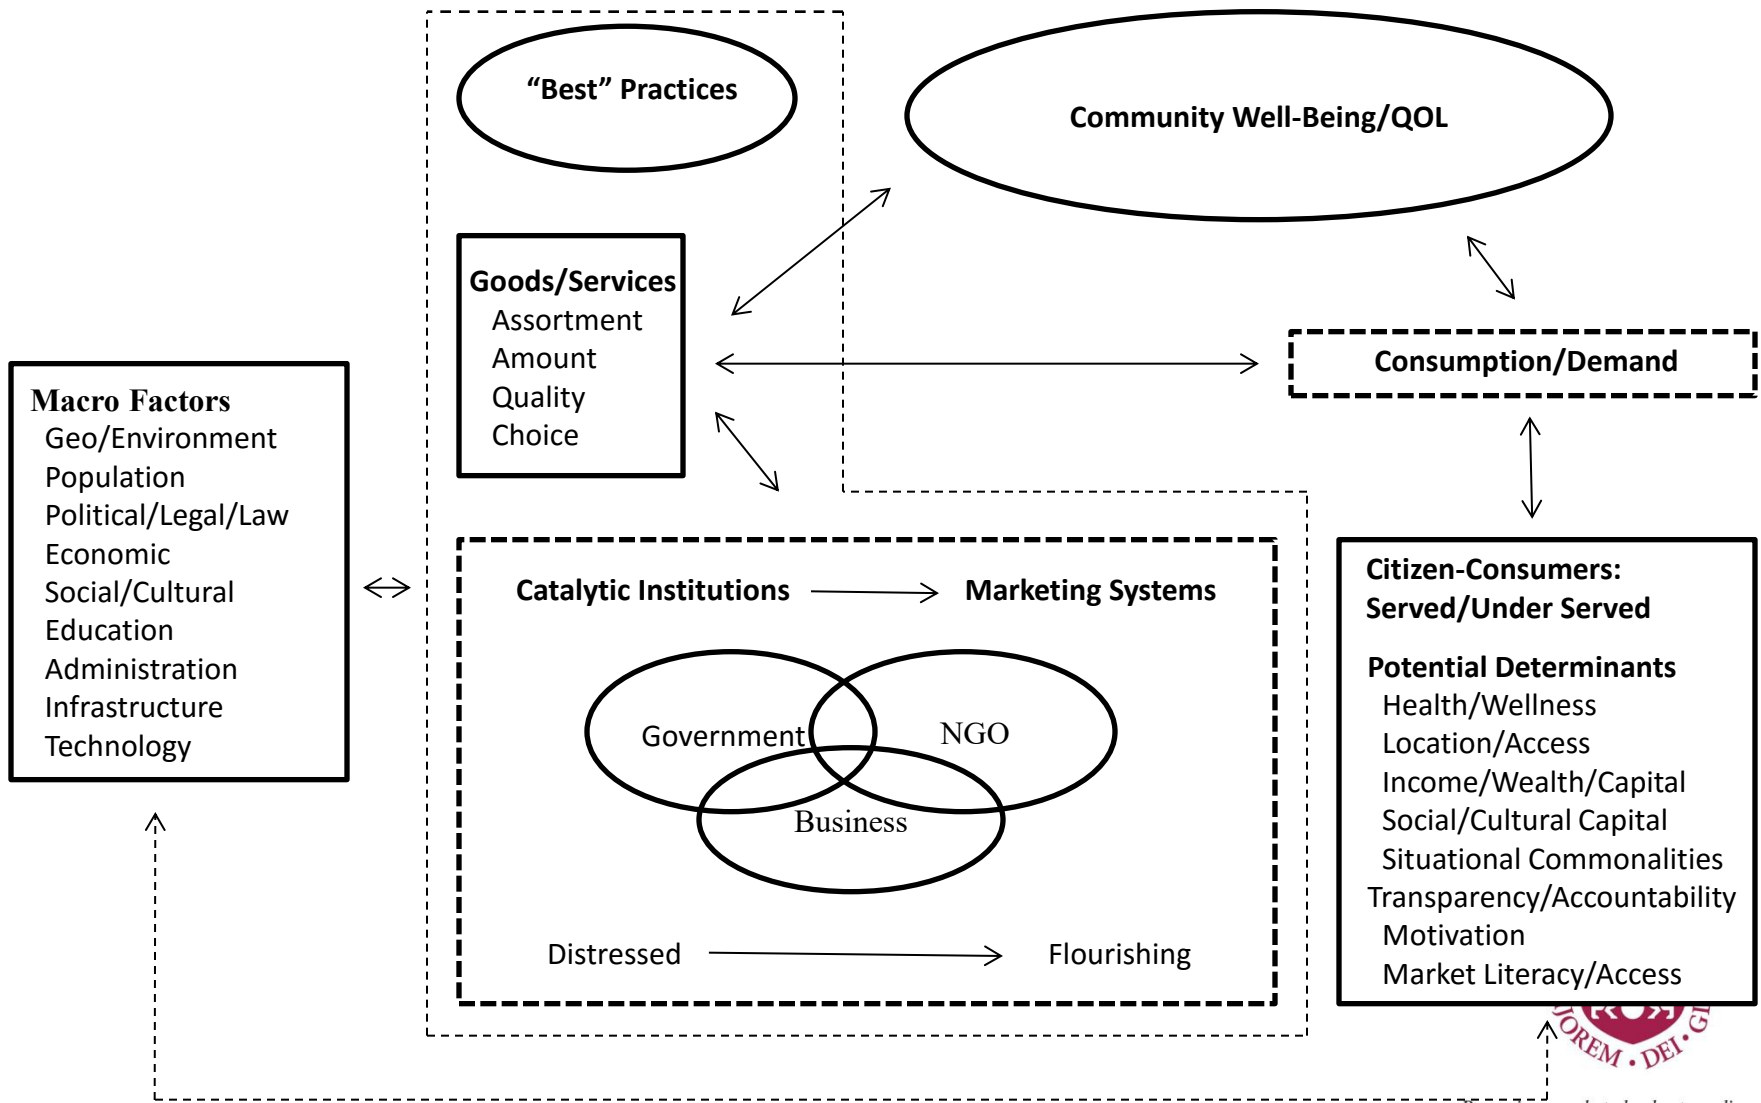 “Best” Practices
Community Well-Being/QOL
Goods/Services
Assortment
Amount
Quality
Choice
Consumption/Demand
Macro Factors
Geo/Environment
Population
Political/Legal/Law
Economic
Social/Cultural
Education
Administration
Infrastructure
Technology
Catalytic Institutions
Marketing Systems
Government
NGO
Business
Distressed
Flourishing
Citizen-Consumers:
Served/Under Served
Potential Determinants
Health/Wellness
Location/Access
Income/Wealth/Capital
Social/Cultural Capital
Situational Commonalities
Transparency/Accountability
Motivation
Market Literacy/Access
JOREM · DEI · GL